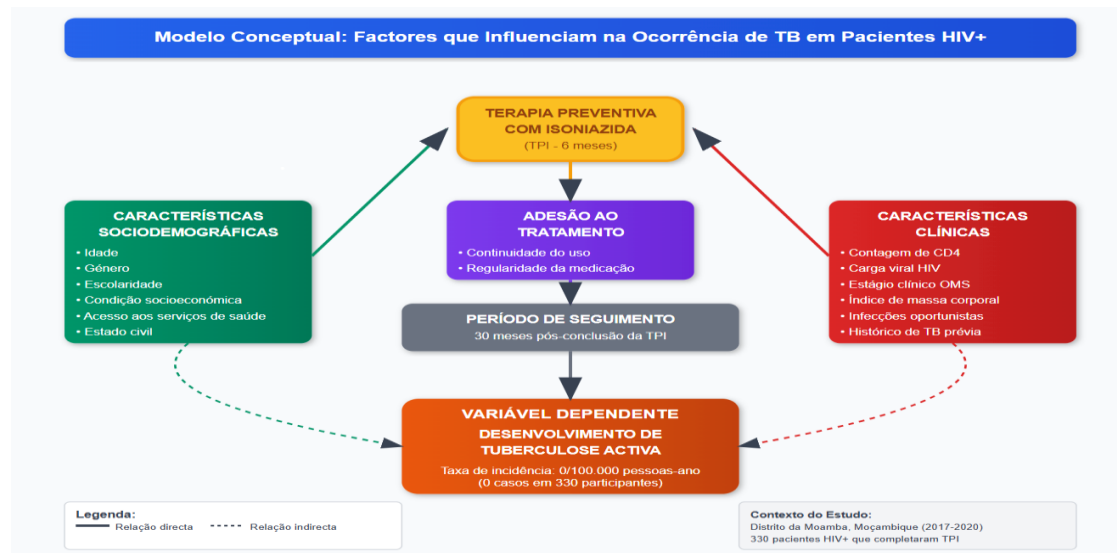 Modelo Conceptual: Factores que Influenciam na Ocorrência de TB em Pacientes HIV+
TERAPIA PREVENTIVA
COM ISONIAZIDA
(TPI - 6 meses)
CARACTERÍSTICAS
SOCIODEMOGRÁFICAS
• Idade
• Género
• Escolaridade
• Condição socioeconómica
• Acesso aos serviços de saúde
• Estado civil
ADESÃO AO
TRATAMENTO
• Continuidade do uso
• Regularidade da medicação
CARACTERÍSTICAS
CLÍNICAS
• Contagem de CD4
• Carga viral HIV
• Estágio clínico OMS
• Índice de massa corporal
• Infecções oportunistas
• Histórico de TB prévia
PERÍODO DE SEGUIMENTO
30 meses pós-conclusão da TPI
VARIÁVEL DEPENDENTE
DESENVOLVIMENTO DE
TUBERCULOSE ACTIVA
Taxa de incidência: 0/100.000 pessoas-ano
(0 casos em 330 participantes)
Legenda:
Relação directa
Relação indirecta
Contexto do Estudo:
Distrito da Moamba, Moçambique (2017-2020)
330 pacientes HIV+ que completaram TPI